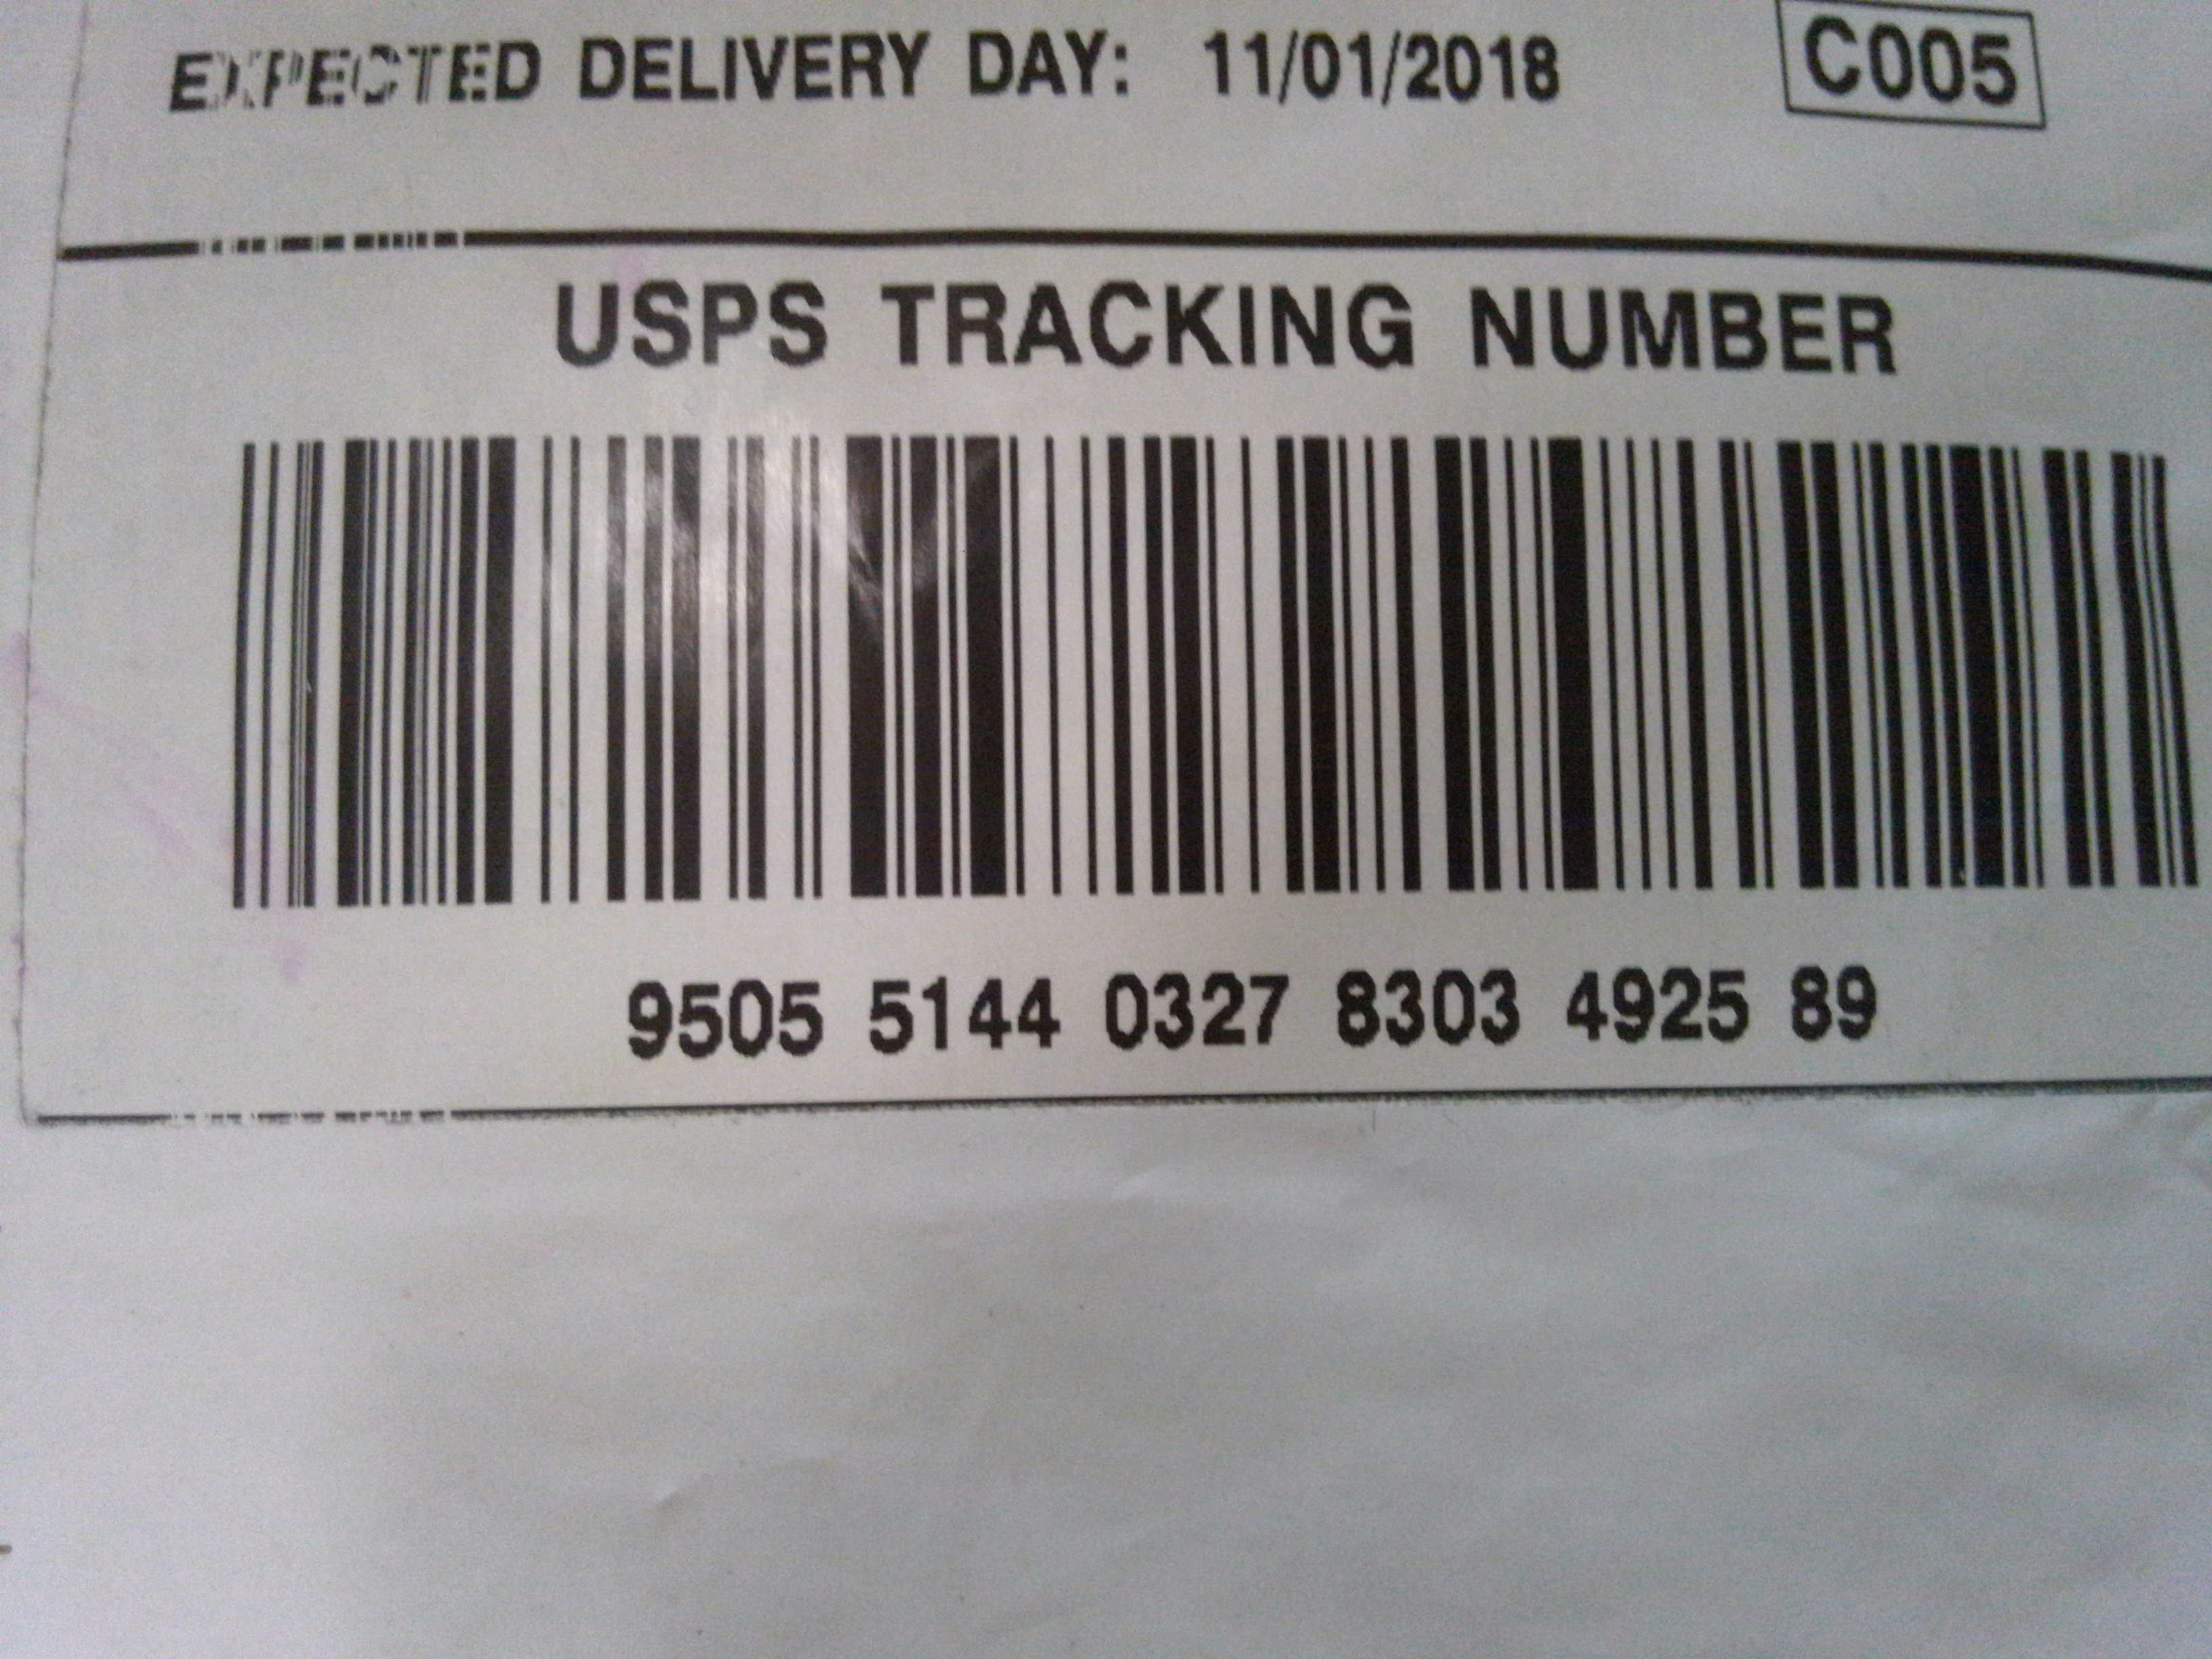 EXPECTED DELIVERY DAY: 11/01/2018 C005
USPS TRACKING NUMBER
9505 5144 0327 8303 4925 89